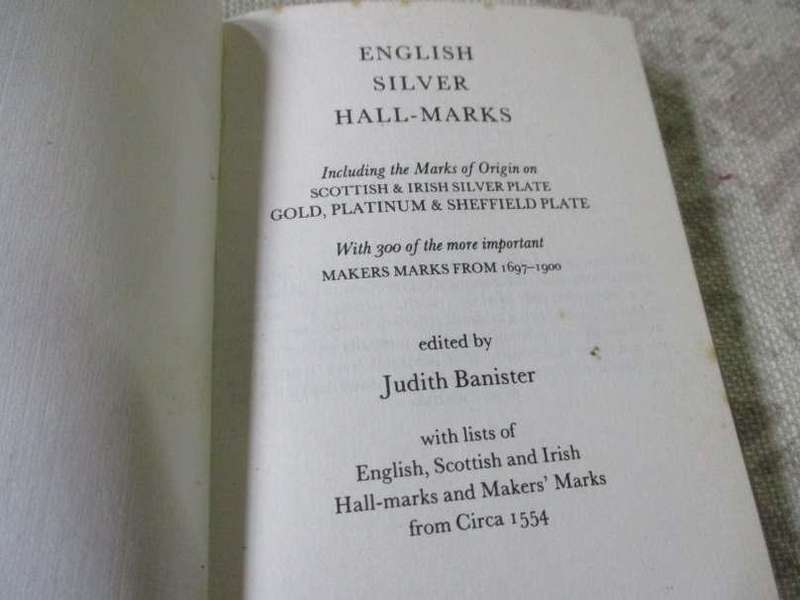 ENGLISH
SILVER
HALL-MARKS
Including the Marks of Origin on
SCOTTISH & IRISH SILVER PLATE
GOLD, PLATINUM & SHEFFIELD PLATE
With 300 of the more important
MAKERS MARKS FROM 1697–1900
edited by
Judith Banister
with lists of
English, Scottish and Irish
Hall-marks and Makers' Marks
from Circa 1554